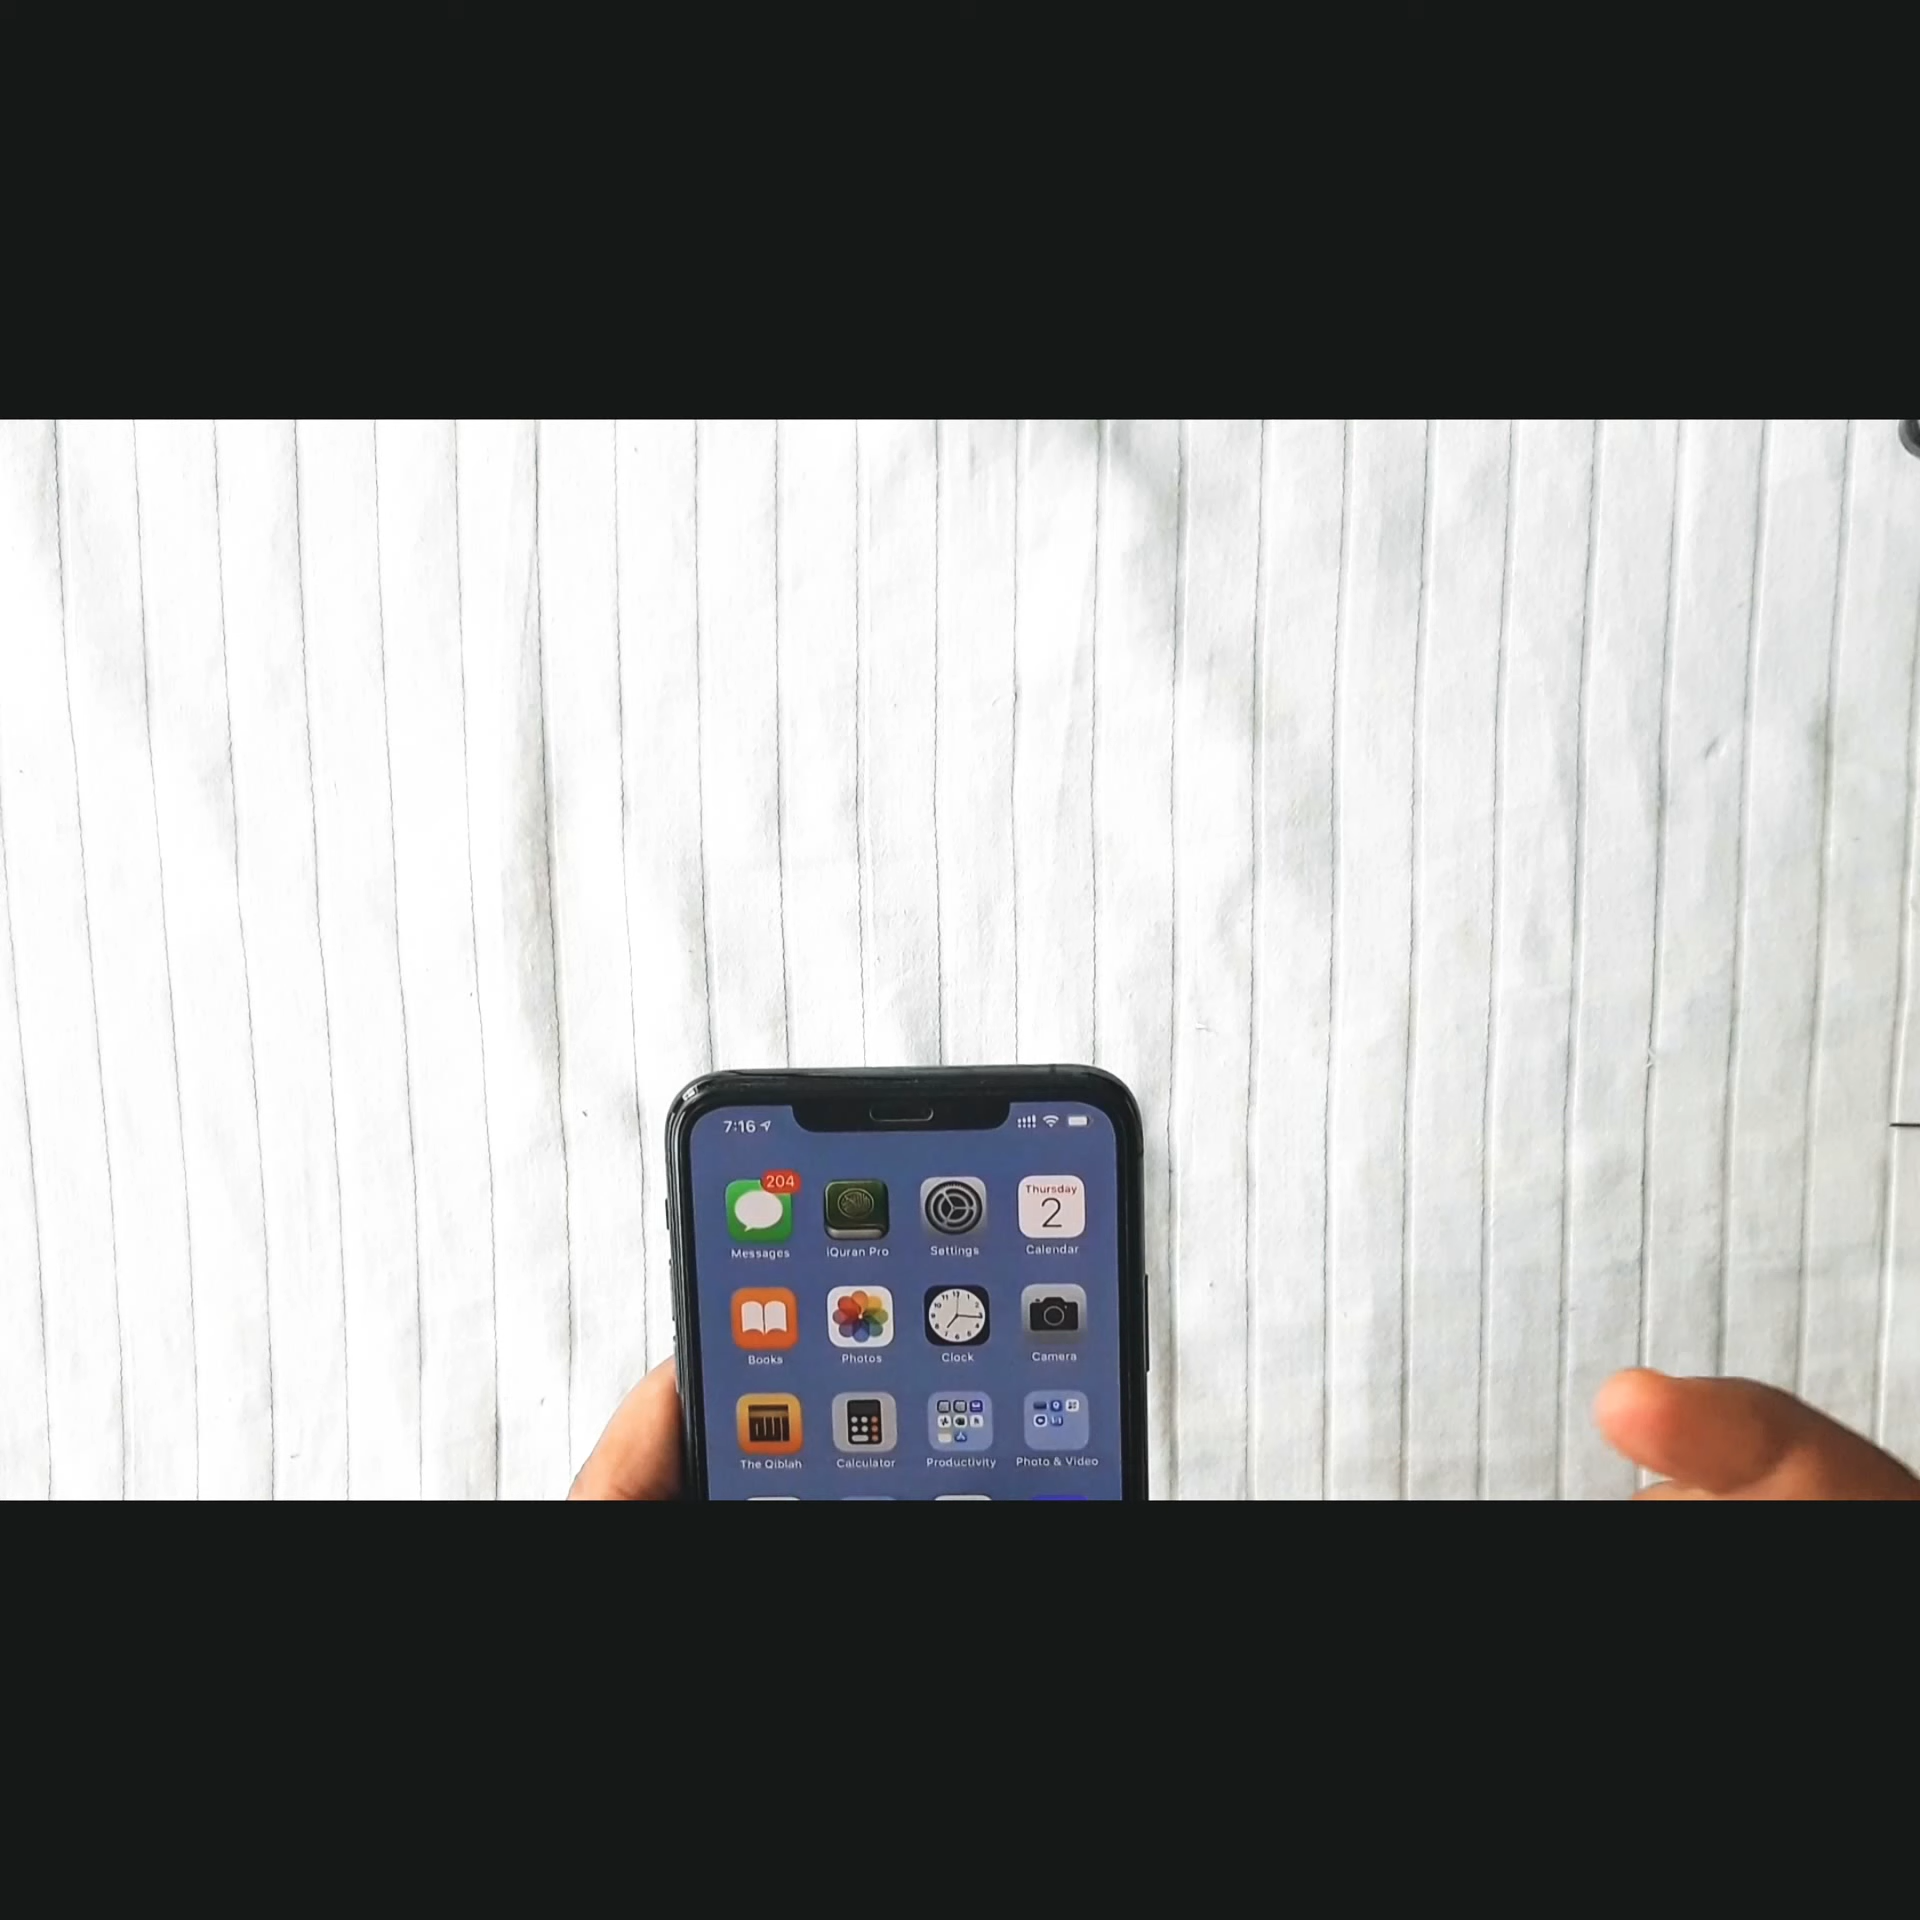 7:16
204
Messages iQuran Pro Settings Thursday 2 Calendar
Books Photos Clock Camera
The Qiblah Calculator Productivity Photo & Video